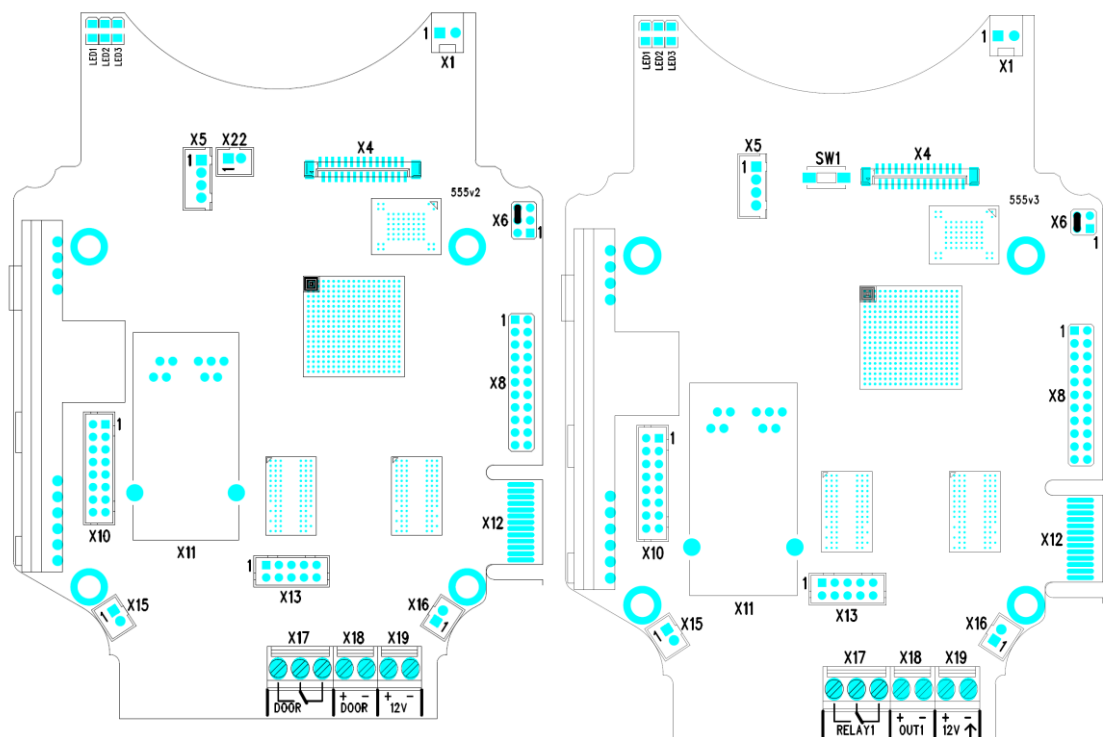 LED1 LED2 LED3
1
X1
X5 X22
1
1
X4
555v2
X6
1
1
X8
1
X10
X11
X12
1
X13
X15
1
X16
1
X17 X18 X19
DOOR
+ -
DOOR
+ -
12V
LED1 LED2 LED3
1
X1
X5
1
SW1
X4
555v3
X6
1
1
X8
1
X10
X11
X12
1
X13
X15
1
X16
1
X17 X18 X19
RELAY1
+ -
OUT1
+ -
12V ↑